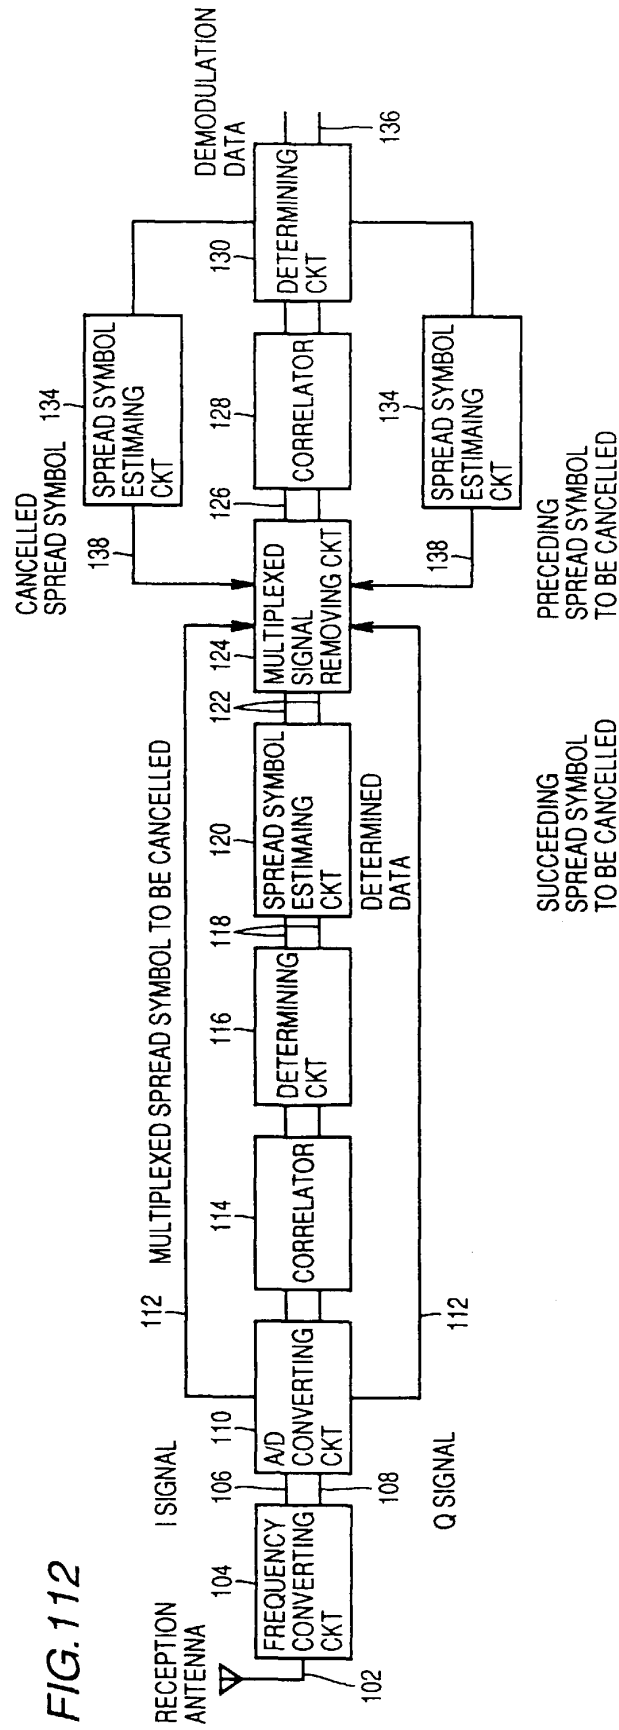 FIG.112
RECEPTION
ANTENNA
102
104
FREQUENCY
CONVERTING
CKT
I SIGNAL
106
108
Q SIGNAL
110
A/D
CONVERTING
CKT
112
112
MULTIPLEXED SPREAD SYMBOL TO BE CANCELLED
114
CORRELATOR
116
DETERMINING
CKT
118
120
SPREAD SYMBOL
ESTIMAING
CKT
DETERMINED
DATA
122
124
MULTIPLEXED
SIGNAL
REMOVING CKT
SUCCEEDING
SPREAD SYMBOL
TO BE CANCELLED
CANCELLED
SPREAD SYMBOL
138
134
SPREAD SYMBOL
ESTIMAING
CKT
126
128
CORRELATOR
130
DETERMINING
CKT
DEMODULATION
DATA
136
138
134
SPREAD SYMBOL
ESTIMAING
CKT
PRECEDING
SPREAD SYMBOL
TO BE CANCELLED